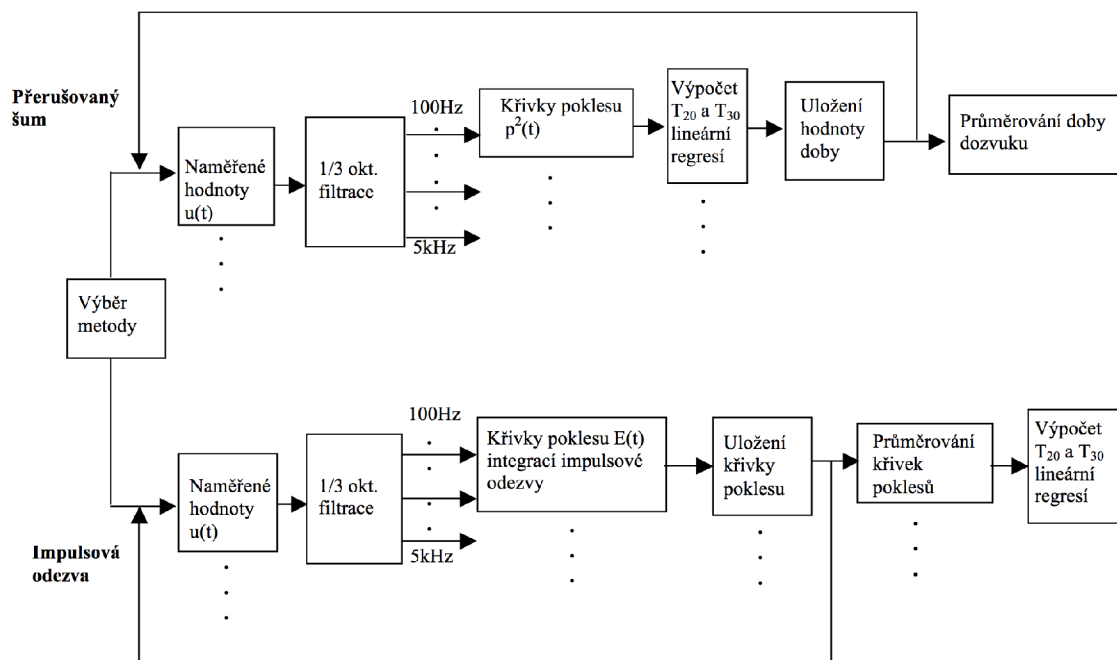 Přerušovaný
šum
Naměřené
hodnoty
u(t)
1/3 okt.
filtrace
100Hz
5kHz
Křivky poklesu
p²(t)
Výpočet
T₂₀ a T₃₀
lineární
regresí
Uložení
hodnoty
doby
Průměrování doby
dozvuku
Výběr
metody
Impulsová
odezva
Naměřené
hodnoty
u(t)
1/3 okt.
filtrace
100Hz
5kHz
Křivky poklesu E(t)
integrací impulsové
odezvy
Uložení
křivky
poklesu
Průměrování
křivek
poklesů
Výpočet
T₂₀ a T₃₀
lineární
regresí